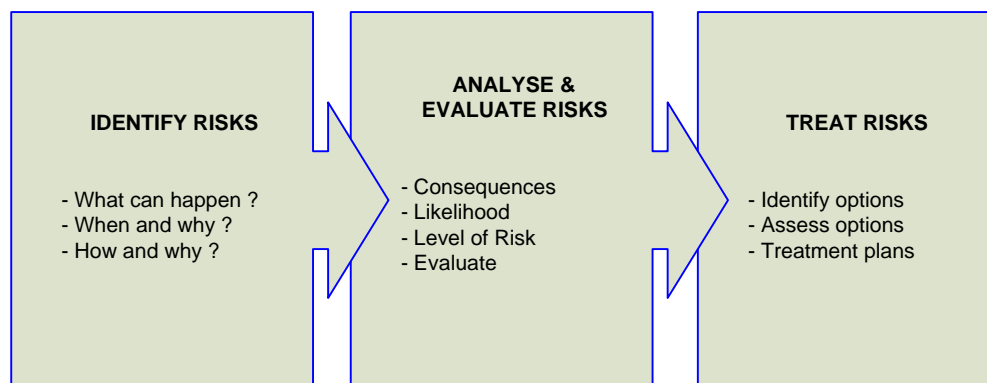 IDENTIFY RISKS
- What can happen ?
- When and why ?
- How and why ?
ANALYSE &
EVALUATE RISKS
- Consequences
- Likelihood
- Level of Risk
- Evaluate
TREAT RISKS
- Identify options
- Assess options
- Treatment plans